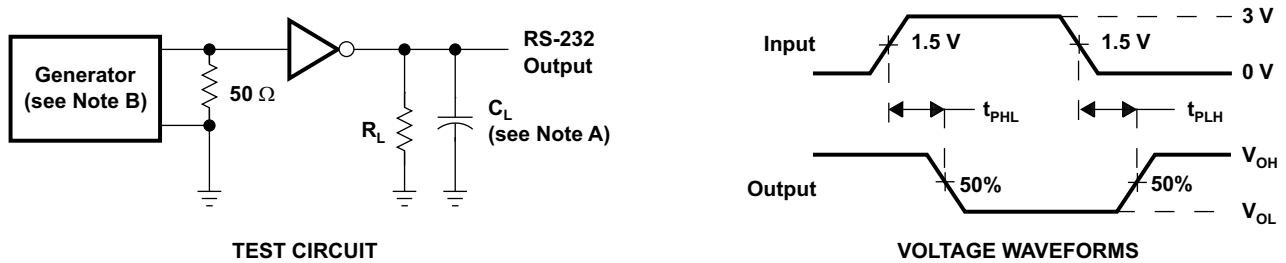 Generator
(see Note B)
50 Ω
RS-232
Output
R_L
C_L
(see Note A)
TEST CIRCUIT
Input
1.5 V
1.5 V
3 V
0 V
t_PHL
t_PLH
Output
50%
50%
V_OH
V_OL
VOLTAGE WAVEFORMS